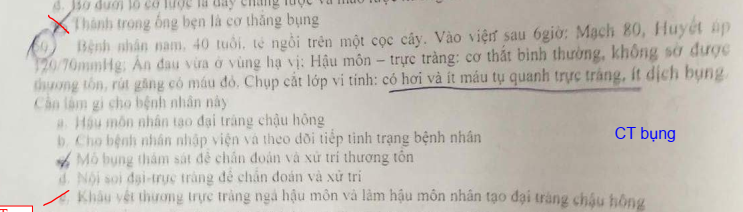 d. Bờ dưới lỗ cơ lược là dây chằng lược và mào lược
Thành trong ống bẹn là cơ thẳng bụng
50 Bệnh nhân nam, 40 tuổi, té ngồi trên một cọc cây. Vào viện sau 6giờ: Mạch 80, Huyết áp
120/70mmHg; Ấn đau vừa ở vùng hạ vị; Hậu môn – trực tràng: cơ thắt bình thường, không sờ được
thương tổn, rút găng có máu đỏ. Chụp cắt lớp vi tính: có hơi và ít máu tụ quanh trực tràng, ít dịch bụng.
Cần làm gì cho bệnh nhân này
a. Hậu môn nhân tạo đại tràng chậu hông
b. Cho bệnh nhân nhập viện và theo dõi tiếp tình trạng bệnh nhân
CT bụng
Mở bụng thám sát để chẩn đoán và xử trí thương tổn
d. Nội soi đại-trực tràng để chẩn đoán và xử trí
e. Khâu vết thương trực tràng ngả hậu môn và làm hậu môn nhân tạo đại tràng chậu hông